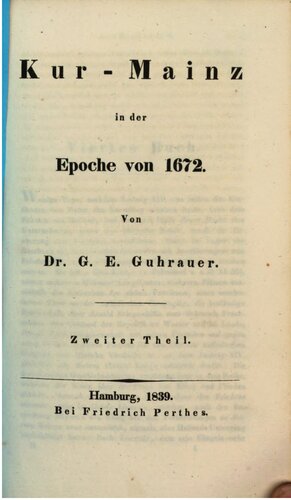 Kur - Mainz
in der
Epoche von 1672.
Von
Dr. G. E. Guhrauer.
Zweiter Theil.
Hamburg, 1839.
Bei Friedrich Perthes.